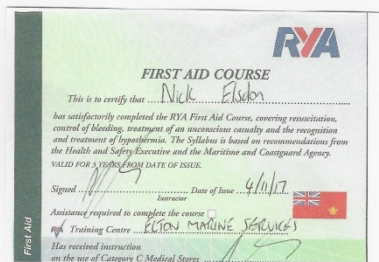 RYA
FIRST AID COURSE
This is to certify that Nick Elsdon
has satisfactorily completed the RYA First Aid Course, covering resuscitation,
control of bleeding, treatment of an unconscious casualty and the recognition
and treatment of hypothermia. The Syllabus is based on recommendations from
the Health and Safety Executive and the Maritime and Coastguard Agency.
VALID FOR 3 YEARS FROM DATE OF ISSUE.
Signed Date of Issue 4/11/17
Instructor
Assistance required to complete the course
RYA Training Centre ELTON MARINE SERVICES
Has received instruction
on the use of Category C Medical Stores
First Aid